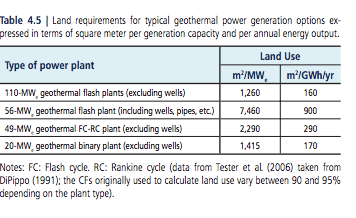 Table 4.5 | Land requirements for typical geothermal power generation options ex-
pressed in terms of square meter per generation capacity and per annual energy output.
Type of power plant
Land Use
m²/MWe
m²/GWh/yr
110-MWe geothermal flash plants (excluding wells) 1,260 160
56-MWe geothermal flash plant (including wells, pipes, etc.) 7,460 900
49-MWe geothermal FC-RC plant (excluding wells) 2,290 290
20-MWe geothermal binary plant (excluding wells) 1,415 170
Notes: FC: Flash cycle. RC: Rankine cycle (data from Tester et al. (2006) taken from
DiPippo (1991); the CFs originally used to calculate land use vary between 90 and 95%
depending on the plant type).